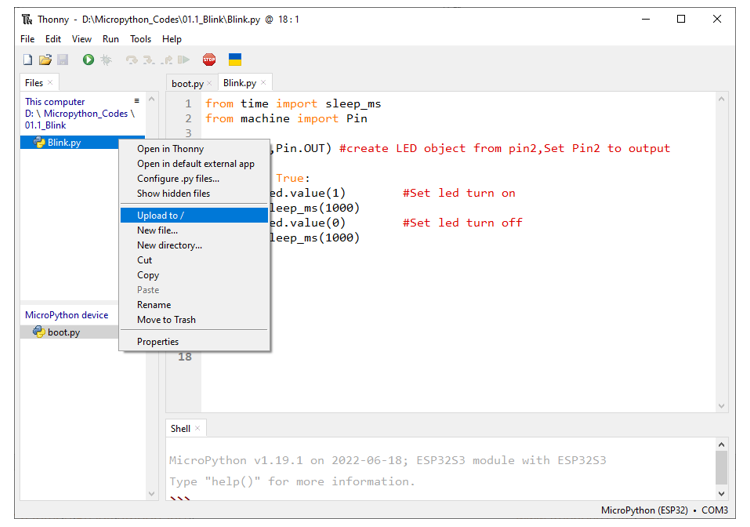 Thonny - D:\Micropython_Codes\01.1_Blink\Blink.py @ 18 : 1
File Edit View Run Tools Help
STOP
Files ×
boot.py × Blink.py ×
This computer
D: \ Micropython_Codes \
01.1_Blink
Blink.py
1 from time import sleep_ms
2 from machine import Pin
3
,Pin.OUT) #create LED object from pin2,Set Pin2 to output
True:
ed.value(1) #Set led turn on
leep_ms(1000)
ed.value(0) #Set led turn off
leep_ms(1000)
18
Open in Thonny
Open in default external app
Configure .py files...
Show hidden files
Upload to /
New file...
New directory...
Cut
Copy
Paste
Rename
Move to Trash
Properties
MicroPython device
boot.py
Shell ×
MicroPython v1.19.1 on 2022-06-18; ESP32S3 module with ESP32S3
Type "help()" for more information.
>>>
MicroPython (ESP32) • COM3